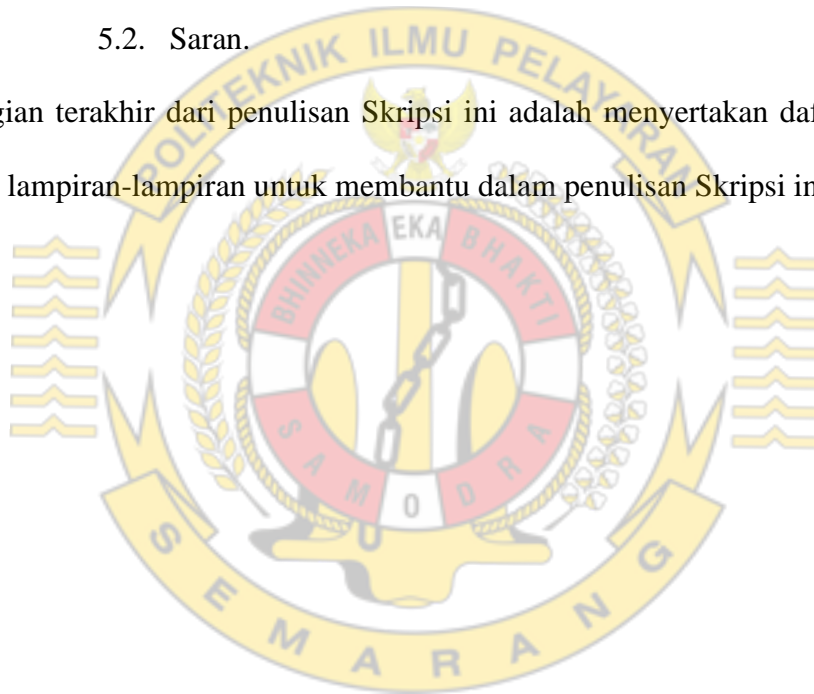 5.2. Saran.
gian terakhir dari penulisan Skripsi ini adalah menyertakan daf
lampiran-lampiran untuk membantu dalam penulisan Skripsi in
POLITEKNIK ILMU PELAYARAN
BHINNEKA EKA BHAKTI
SAMODRA
SEMARANG